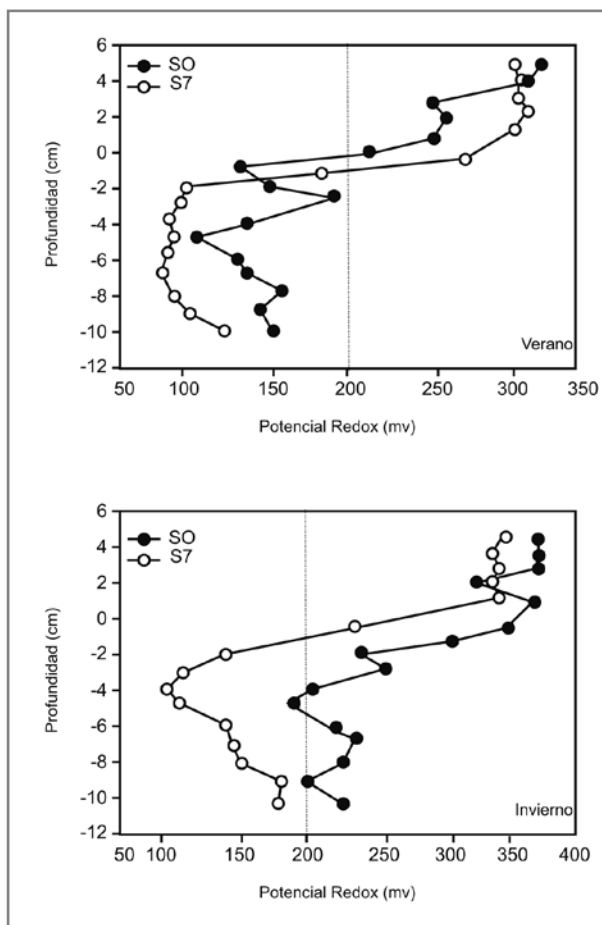 6
4
2
0
-2
-4
-6
-8
-10
-12
Profundidad (cm)
SO
S7
Verano
50 100 150 200 250 300 350
Potencial Redox (mv)
6
4
2
0
-2
-4
-6
-8
-10
-12
Profundidad (cm)
SO
S7
Invierno
50 100 150 200 250 300 350 400
Potencial Redox (mv)